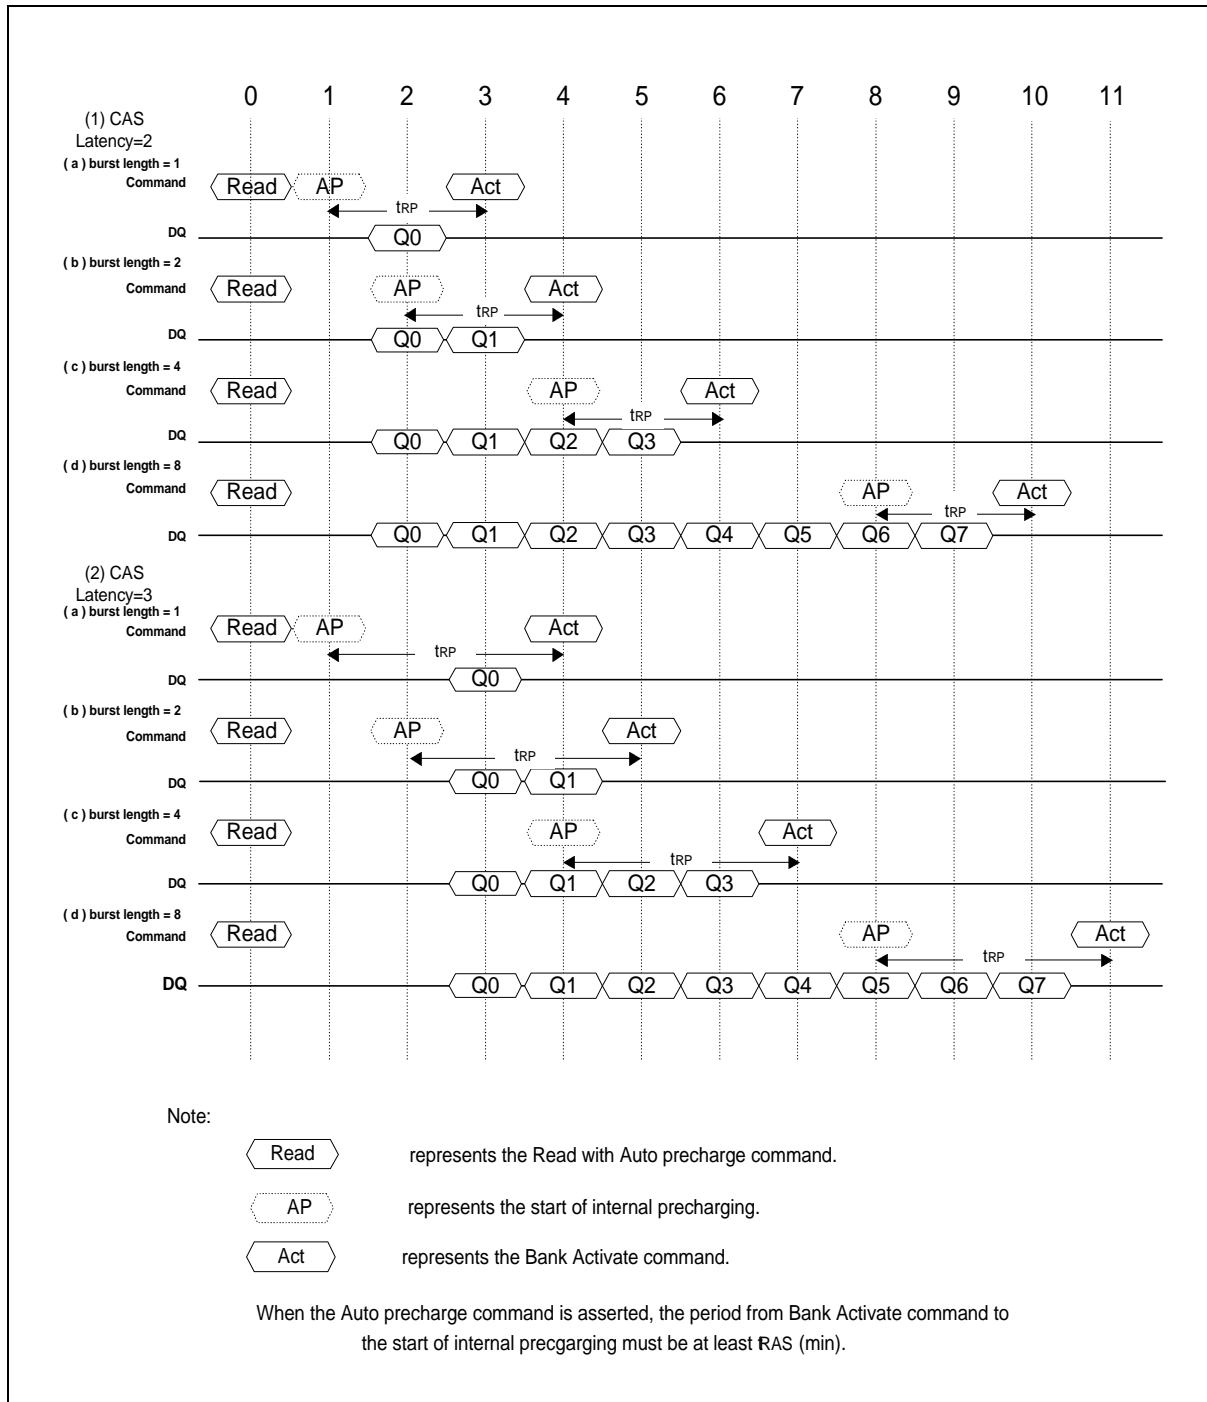 0 1 2 3 4 5 6 7 8 9 10 11
(1) CAS
Latency=2
( a ) burst length = 1
Command Read AP Act
tRP
DQ Q0
( b ) burst length = 2
Command Read AP Act
tRP
DQ Q0 Q1
( c ) burst length = 4
Command Read AP Act
tRP
DQ Q0 Q1 Q2 Q3
( d ) burst length = 8
Command Read AP Act
tRP
DQ Q0 Q1 Q2 Q3 Q4 Q5 Q6 Q7
(2) CAS
Latency=3
( a ) burst length = 1
Command Read AP Act
tRP
DQ Q0
( b ) burst length = 2
Command Read AP Act
tRP
DQ Q0 Q1
( c ) burst length = 4
Command Read AP Act
tRP
DQ Q0 Q1 Q2 Q3
( d ) burst length = 8
Command Read AP Act
tRP
DQ Q0 Q1 Q2 Q3 Q4 Q5 Q6 Q7
Note:
Read represents the Read with Auto precharge command.
AP represents the start of internal precharging.
Act represents the Bank Activate command.
When the Auto precharge command is asserted, the period from Bank Activate command to
the start of internal precgarging must be at least tRAS (min).